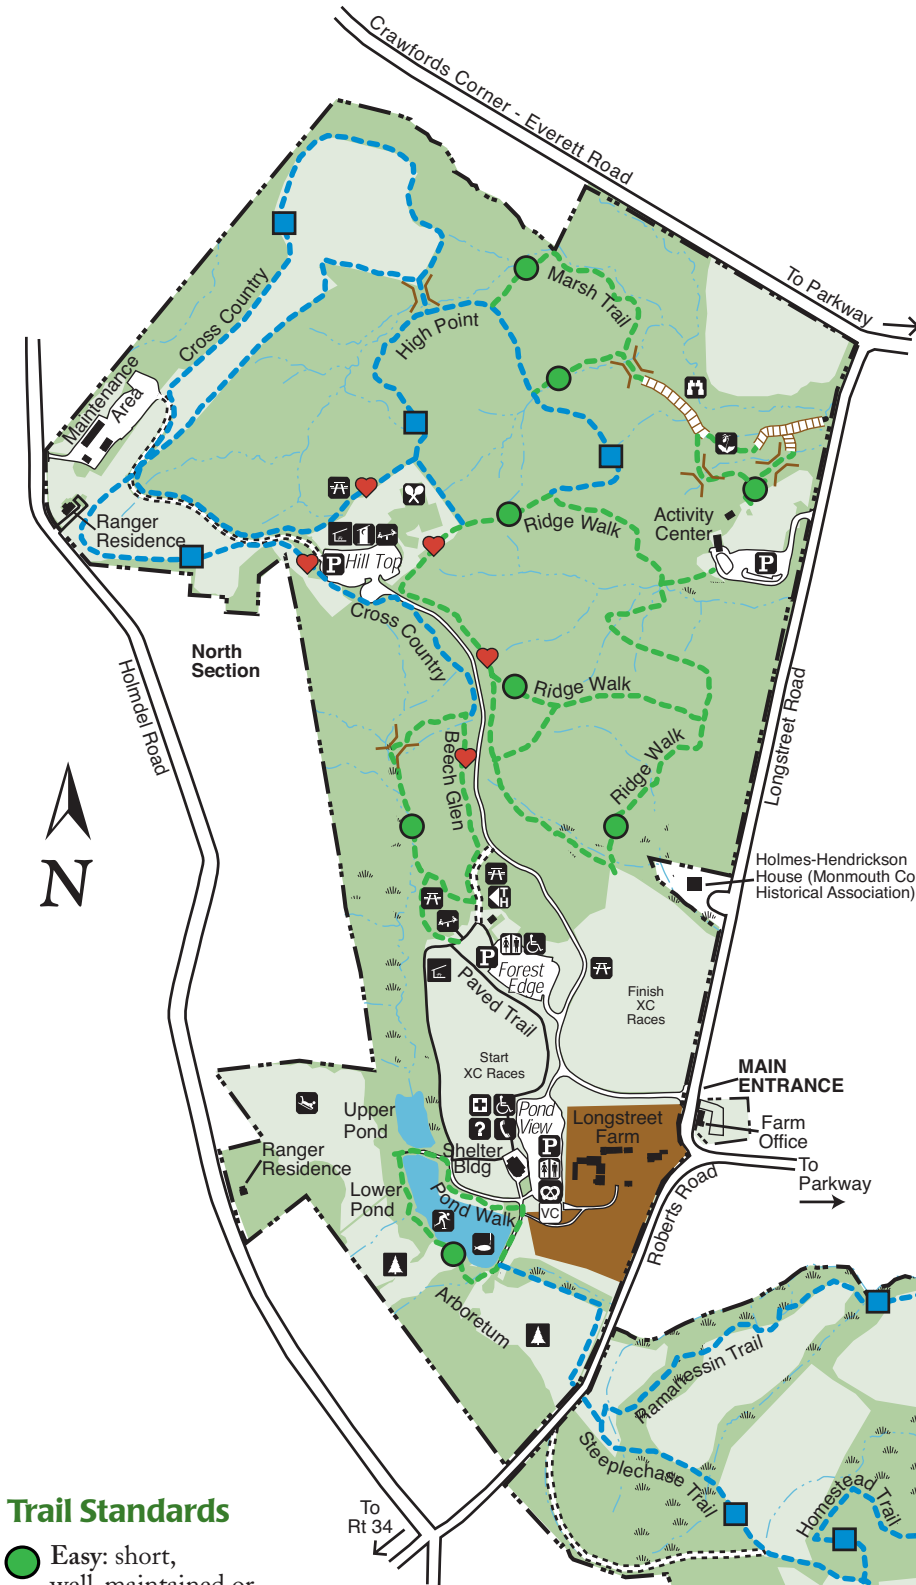 Crawfords Corner - Everett Road
To Parkway
Marsh Trail
Cross Country
High Point
Maintenance
Area
Ranger
Residence
Ridge Walk
Activity
Center
P
Hill Top
P
Cross Country
North
Section
Holmdel Road
Ridge Walk
Longstreet Road
Beech Glen
Ridge Walk
N
Holmes-Hendrickson
House (Monmouth Co
Historical Association)
T
H
P
Forest
Edge
Paved Trail
Finish
XC
Races
Start
XC Races
MAIN
ENTRANCE
Upper
Pond
?
Pond
View
Longstreet
Farm
P
Farm
Office
Shelter
Bldg
Ranger
Residence
To
Parkway
Lower
Pond
Pond Walk
VC
Roberts Road
Arboretum
Ramanessin Trail
Steeplechase Trail
Homestead Trail
To
Rt 34
Trail Standards
Easy: short,
well-maintained or